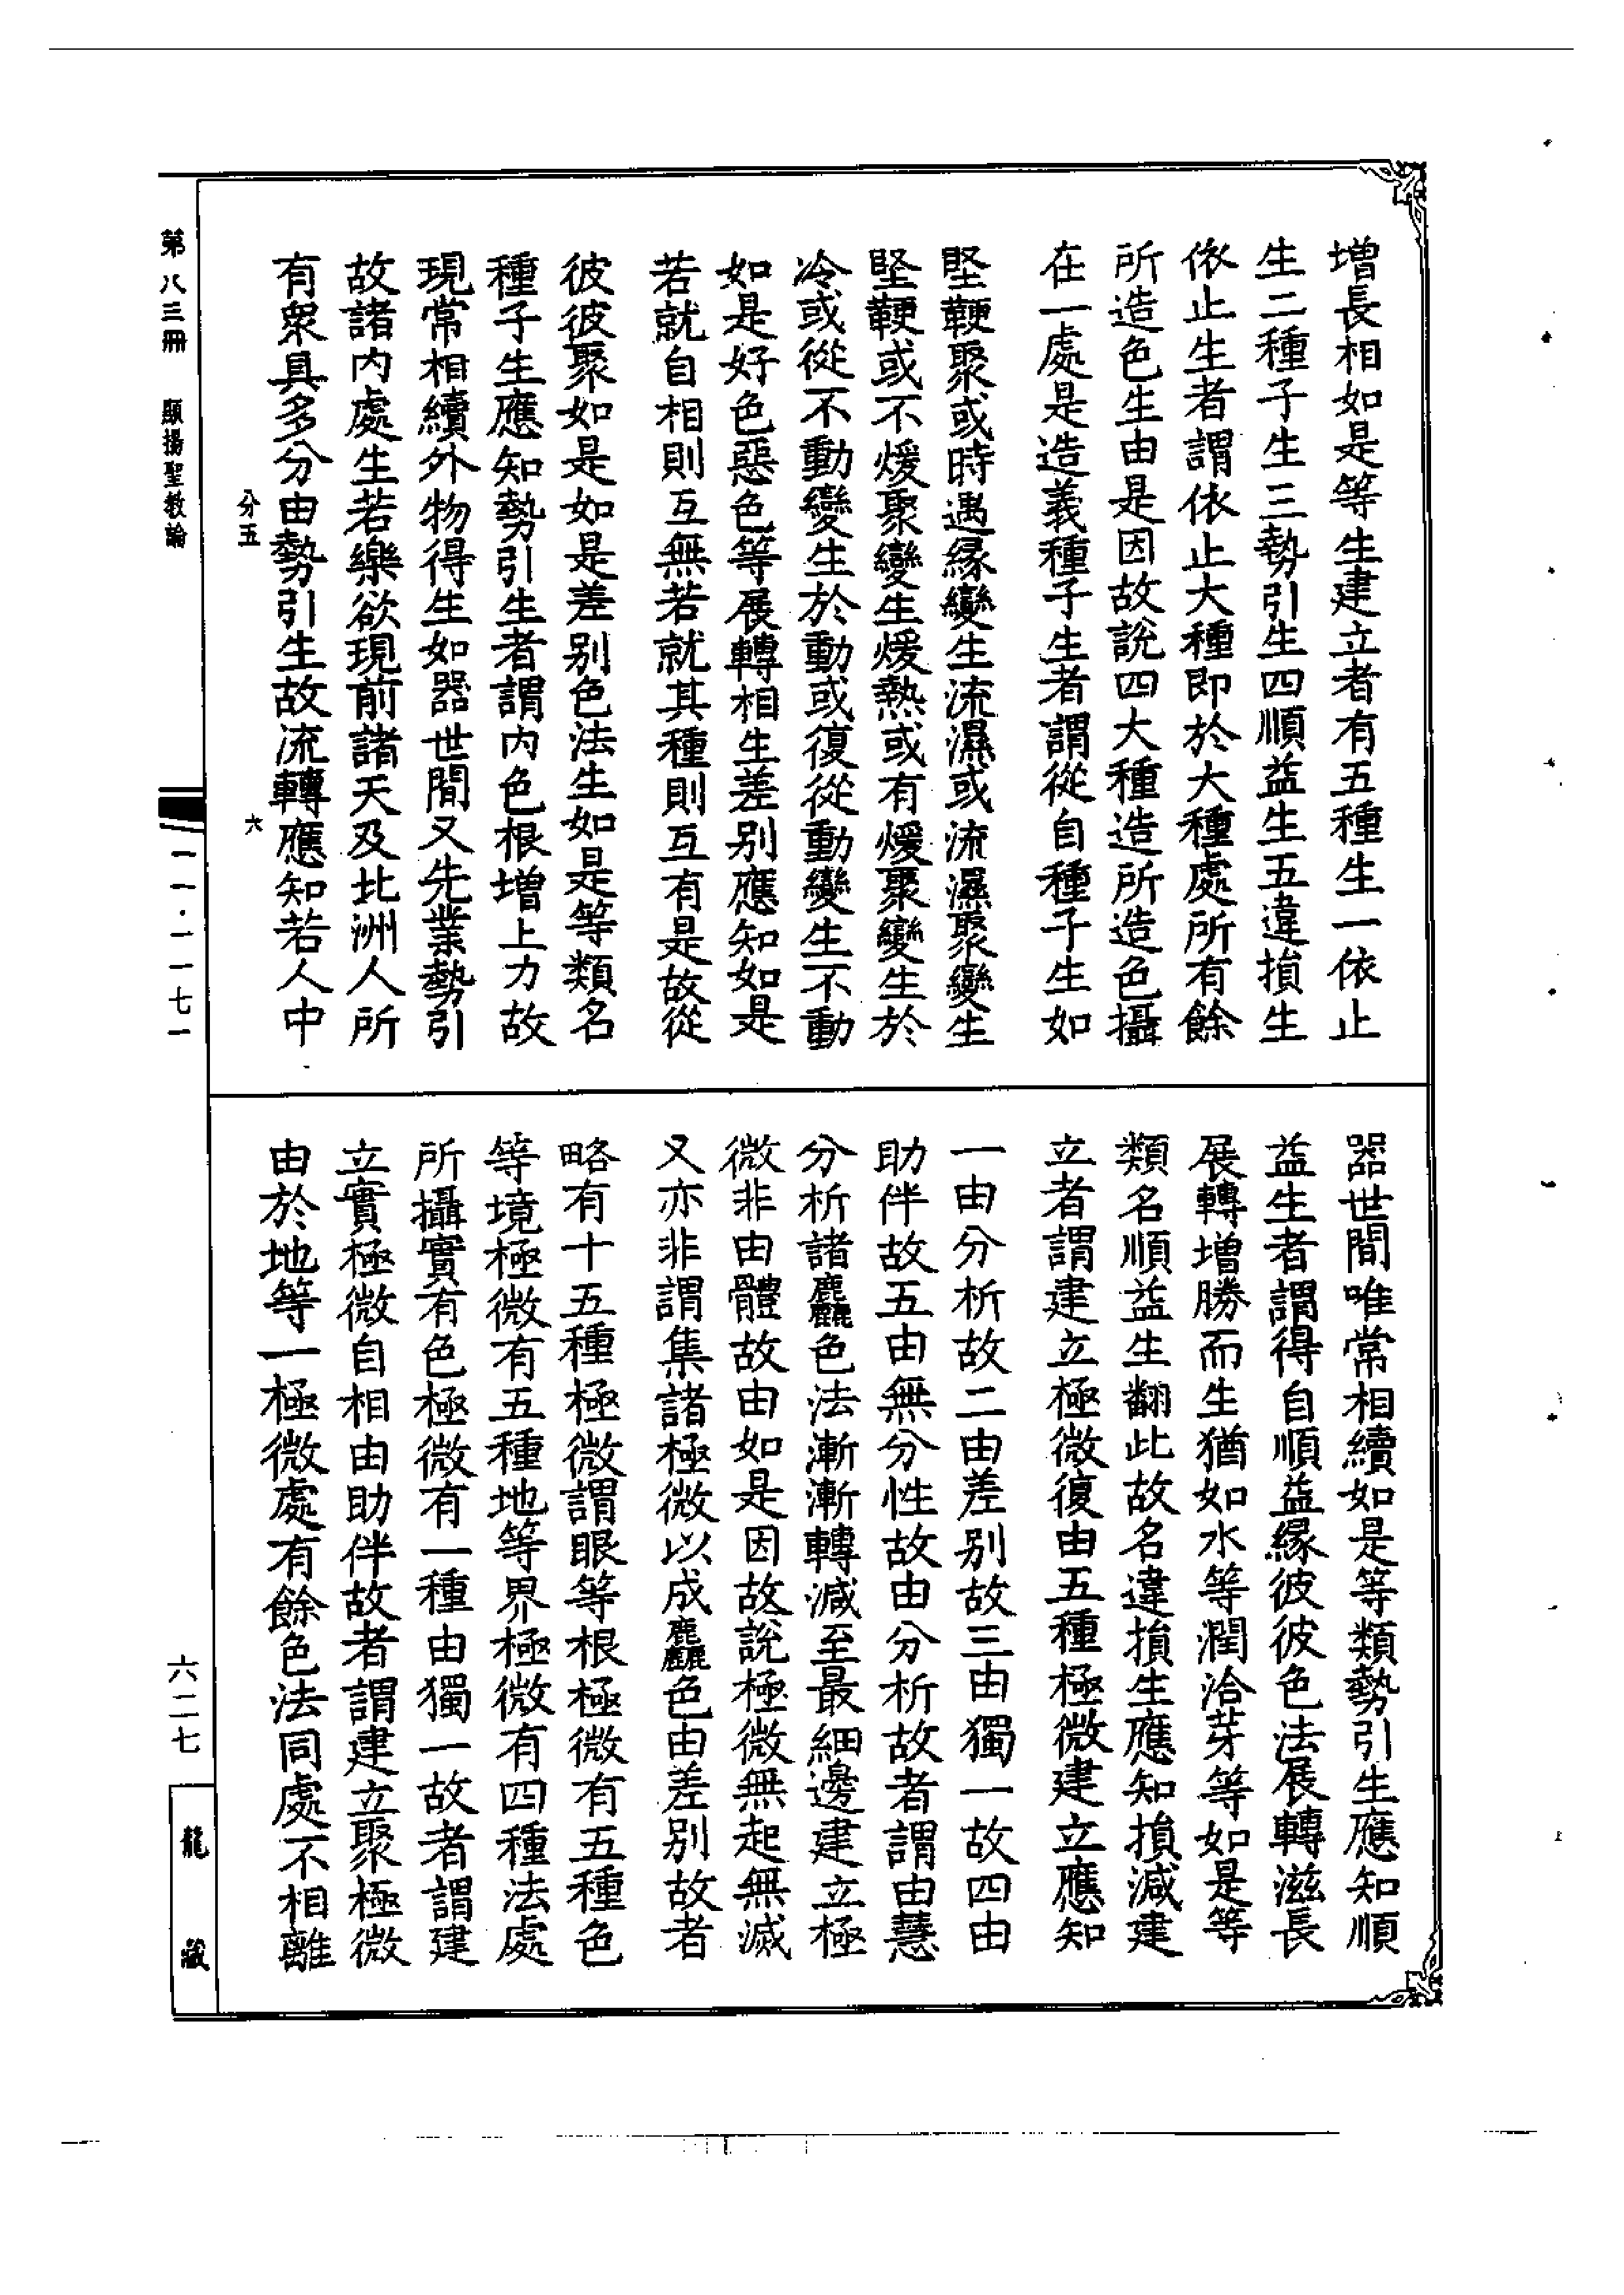 增長相如是等生建立者有五種生一依止
生二種子生三勢引生四順益生五違損生
依止生者謂依止大種即於大種處所有餘
所造色生由是因故說四大種造所造色攝
在一處是造義種子生者謂從自種子生如
堅鞕聚或時遇緣變生流濕或流濕聚變生
堅鞕或不煖聚變生煖熱或有煖聚變生於
冷或從不動變生於動或復從動變生不動
如是好色惡色等展轉相生差別應知如是
若就自相則互無若就其種則互有是故從
彼彼聚如是如是差別色法生如是等類名
種子生應知勢引生者謂內色根增上力故
現常相續外物得生如器世間又先業勢引
故諸內處生若樂欲現前諸天及北洲人所
有眾具多分由勢引生故流轉應知若人中
器世間唯常相續如是等類勢引生應知順
益生者謂得自順益緣彼彼色法展轉滋長
展轉增勝而生猶如水等潤洽芽等如是等
類名順益生翻此故名違損生應知損減建
立者謂建立極微復由五種極微建立應知
一由分析故二由差別故三由獨一故四由
助伴故五由無分性故由分析故者謂由慧
分析諸麤色法漸漸轉減至最細邊建立極
微非由體故由如是因故說極微無起無滅
又亦非謂集諸極微以成麤色由差別故者
略有十五種極微謂眼等根極微有五種色
等境極微有五種地等界極微有四種法處
所攝實有色極微有一種由獨一故者謂建
立實極微自相由助伴故者謂建立聚極微
由於地等一極微處有餘色法同處不相離
分五 六
第八三冊 顯揚聖教論
一一一·一一七一
六二七
龍藏